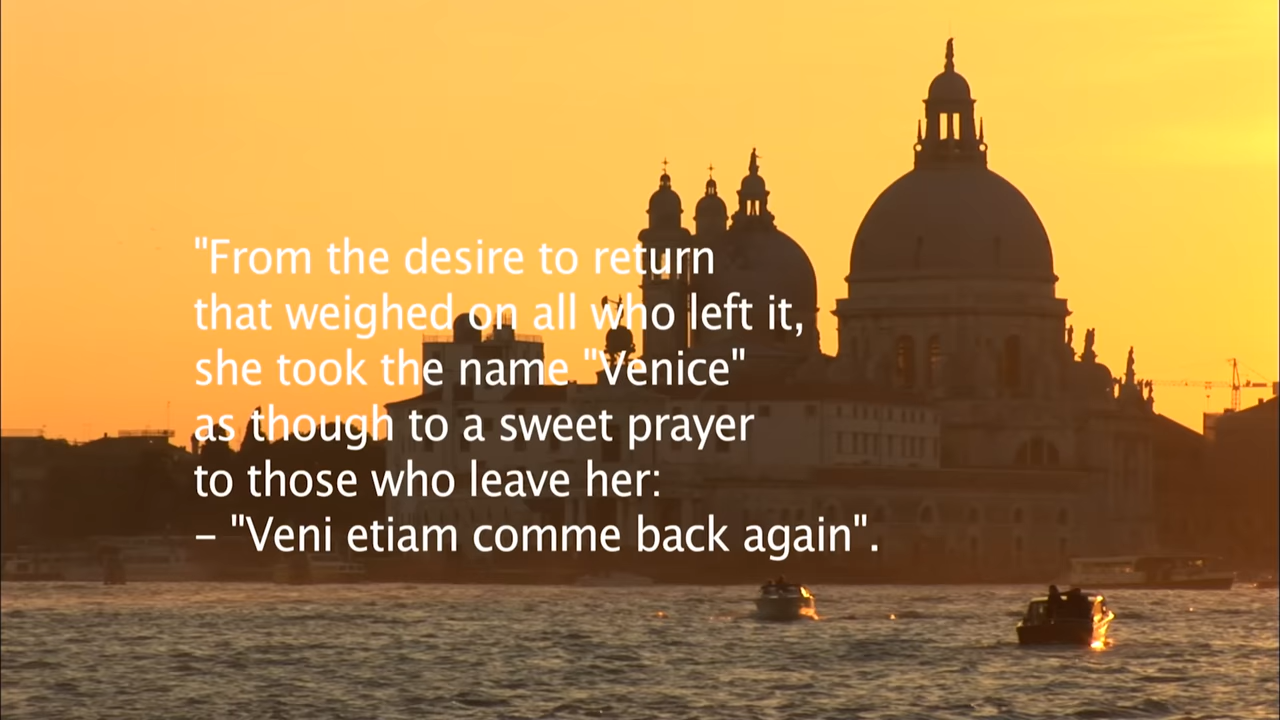 "From the desire to return
that weighed on all who left it,
she took the name "Venice"
as though to a sweet prayer
to those who leave her:
– "Veni etiam comme back again".